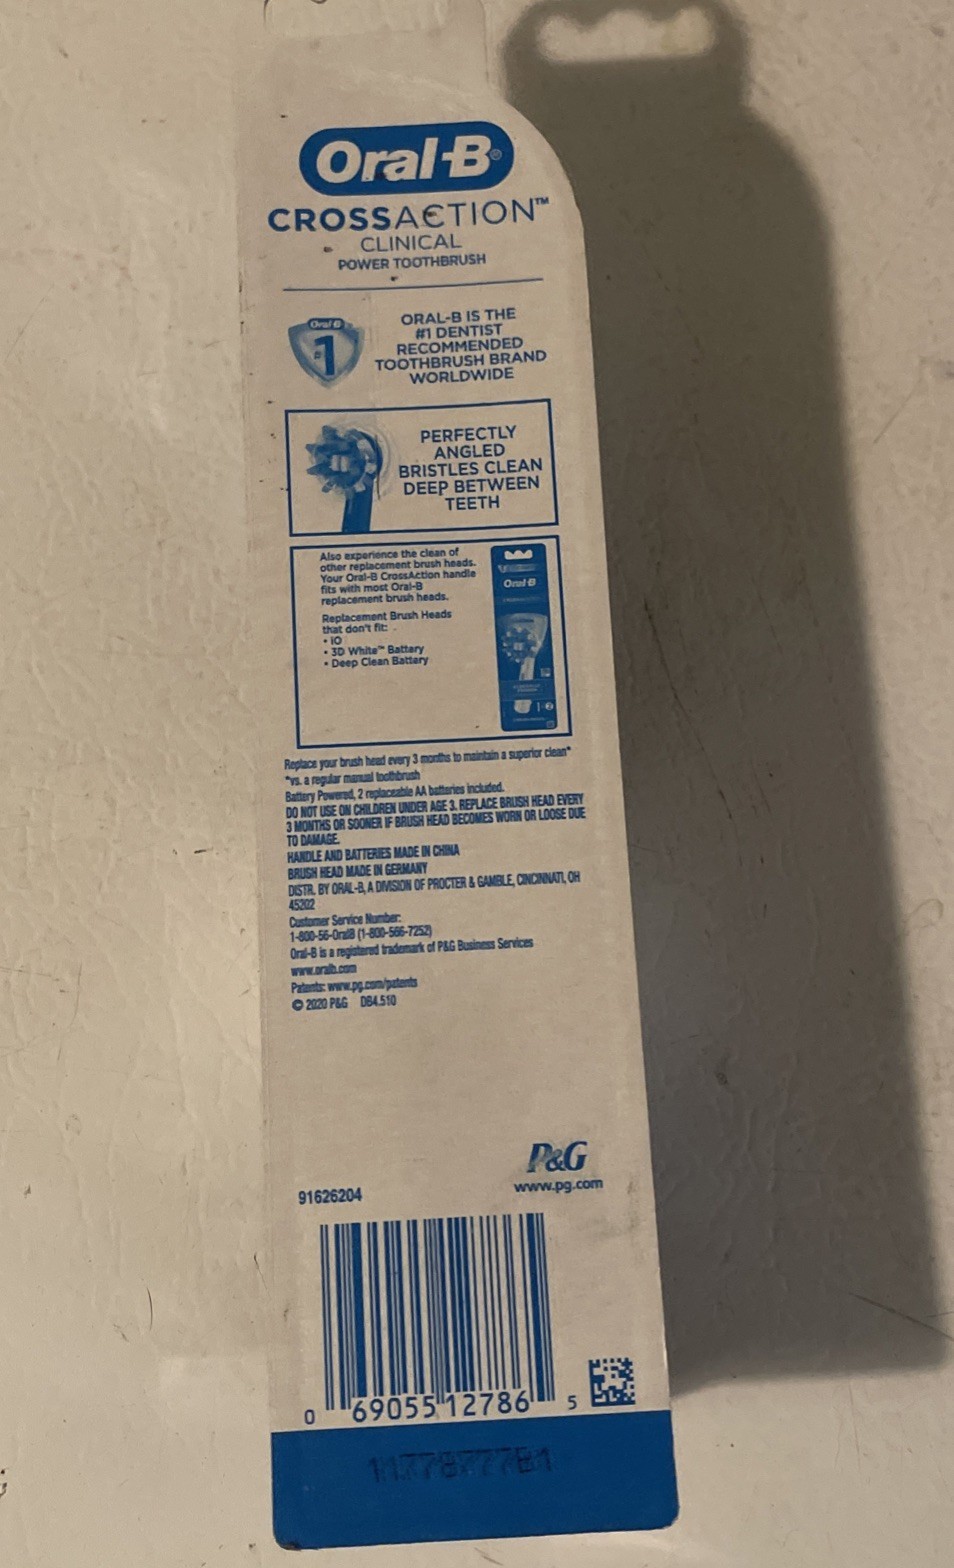 Oral-B®
CROSSACTION™
CLINICAL
POWER TOOTHBRUSH
Oral-B
#1
ORAL-B IS THE
#1 DENTIST
RECOMMENDED
TOOTHBRUSH BRAND
WORLDWIDE
PERFECTLY
ANGLED
BRISTLES CLEAN
DEEP BETWEEN
TEETH
Also experience the clean of
other replacement brush heads.
Your Oral-B CrossAction handle
fits with most Oral-B
replacement brush heads.
Replacement Brush Heads
that don't fit:
• iO
• 3D White™ Battery
• Deep Clean Battery
Oral-B
Replace your brush head every 3 months to maintain a superior clean*
*vs. a regular manual toothbrush
Battery Powered, 2 replaceable AA batteries included.
DO NOT USE ON CHILDREN UNDER AGE 3. REPLACE BRUSH HEAD EVERY
3 MONTHS OR SOONER IF BRUSH HEAD BECOMES WORN OR LOOSE DUE
TO DAMAGE.
HANDLE AND BATTERIES MADE IN CHINA
BRUSH HEAD MADE IN GERMANY
DISTR. BY ORAL-B, A DIVISION OF PROCTER & GAMBLE, CINCINNATI, OH
45202
Customer Service Number:
1-800-56-OralB (1-800-566-7252)
Oral-B is a registered trademark of P&G Business Services
www.oralb.com
Patents: www.pg.com/patents
© 2020 P&G DB4.510
P&G
www.pg.com
91626204
0 69055 12786 5